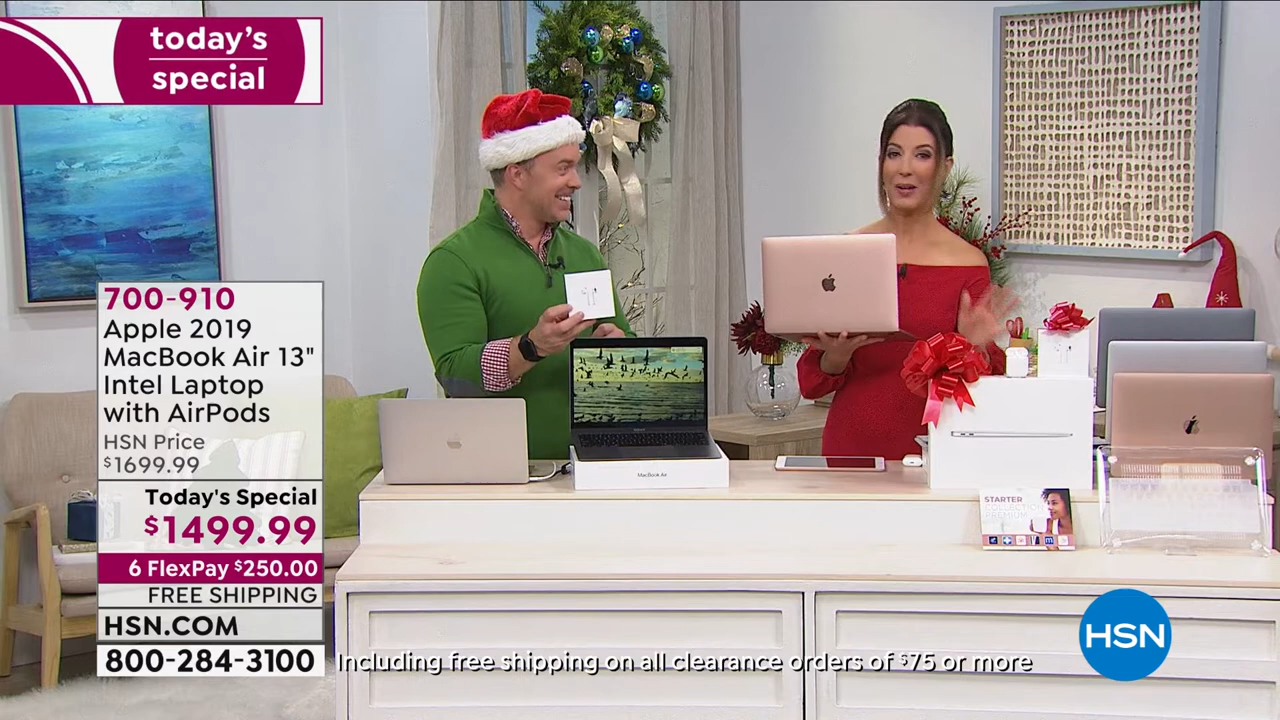 today's
special
700-910
Apple 2019
MacBook Air 13"
Intel Laptop
with AirPods
HSN Price
$1699.99
Today's Special
$1499.99
6 FlexPay $250.00
FREE SHIPPING
HSN.COM
800-284-3100
Including free shipping on all clearance orders of $75 or more
MacBook Air
STARTER
COLLECTION
PREMIUM
HSN